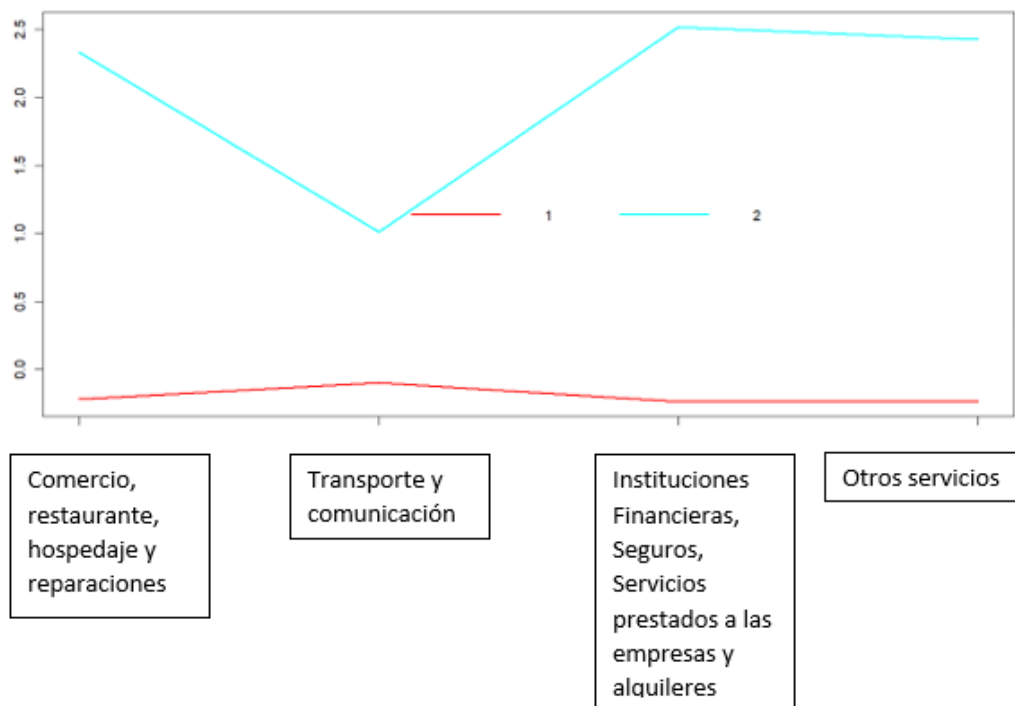 2.5
2.0
1.5
1.0
0.5
0.0
1
2
Comercio,
restaurante,
hospedaje y
reparaciones
Transporte y
comunicación
Instituciones
Financieras,
Seguros,
Servicios
prestados a las
empresas y
alquileres
Otros servicios